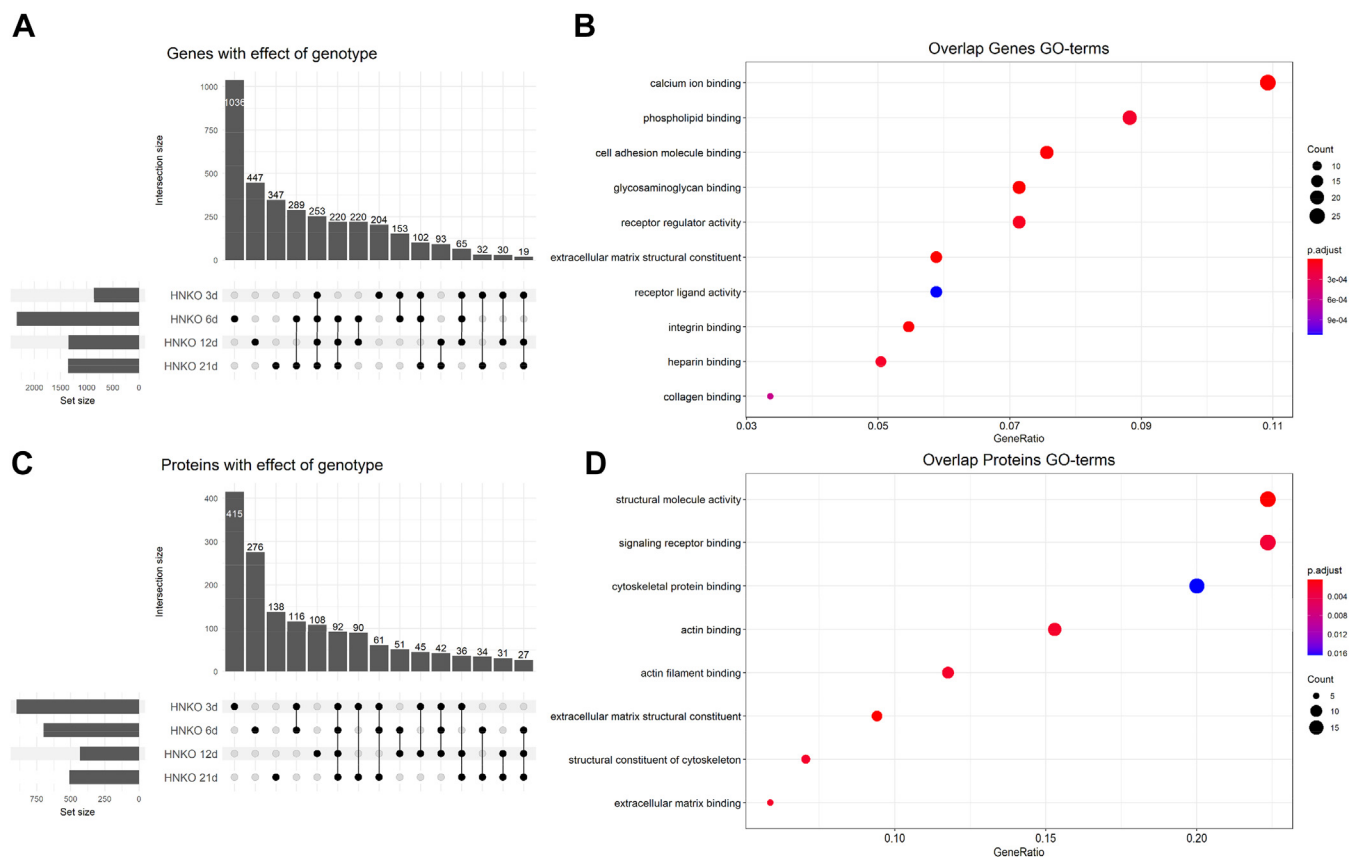 A
Genes with effect of genotype
Intersection size
1000
750
500
250
0
1036
447
347
289
253
220
220
204
153
102
93
65
32
30
19
HNKO 3d
HNKO 6d
HNKO 12d
HNKO 21d
2000 1500 1000 500 0
Set size
B
Overlap Genes GO-terms
calcium ion binding
phospholipid binding
cell adhesion molecule binding
glycosaminoglycan binding
receptor regulator activity
extracellular matrix structural constituent
receptor ligand activity
integrin binding
heparin binding
collagen binding
0.03 0.05 0.07 0.09 0.11
GeneRatio
Count
10
15
20
25
p.adjust
3e-04
6e-04
9e-04
C
Proteins with effect of genotype
Intersection size
400
300
200
100
0
415
276
138
116
108
92
90
61
51
45
42
36
34
31
27
HNKO 3d
HNKO 6d
HNKO 12d
HNKO 21d
750 500 250 0
Set size
D
Overlap Proteins GO-terms
structural molecule activity
signaling receptor binding
cytoskeletal protein binding
actin binding
actin filament binding
extracellular matrix structural constituent
structural constituent of cytoskeleton
extracellular matrix binding
0.10 0.15 0.20
GeneRatio
p.adjust
0.004
0.008
0.012
0.016
Count
5
10
15